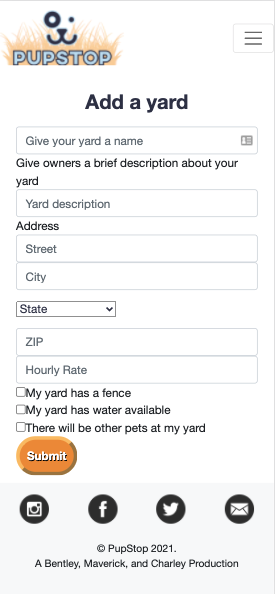 PUPSTOP
Add a yard
Give your yard a name
Give owners a brief description about your
yard
Yard description
Address
Street
City
State
ZIP
Hourly Rate
My yard has a fence
My yard has water available
There will be other pets at my yard
Submit
© PupStop 2021.
A Bentley, Maverick, and Charley Production